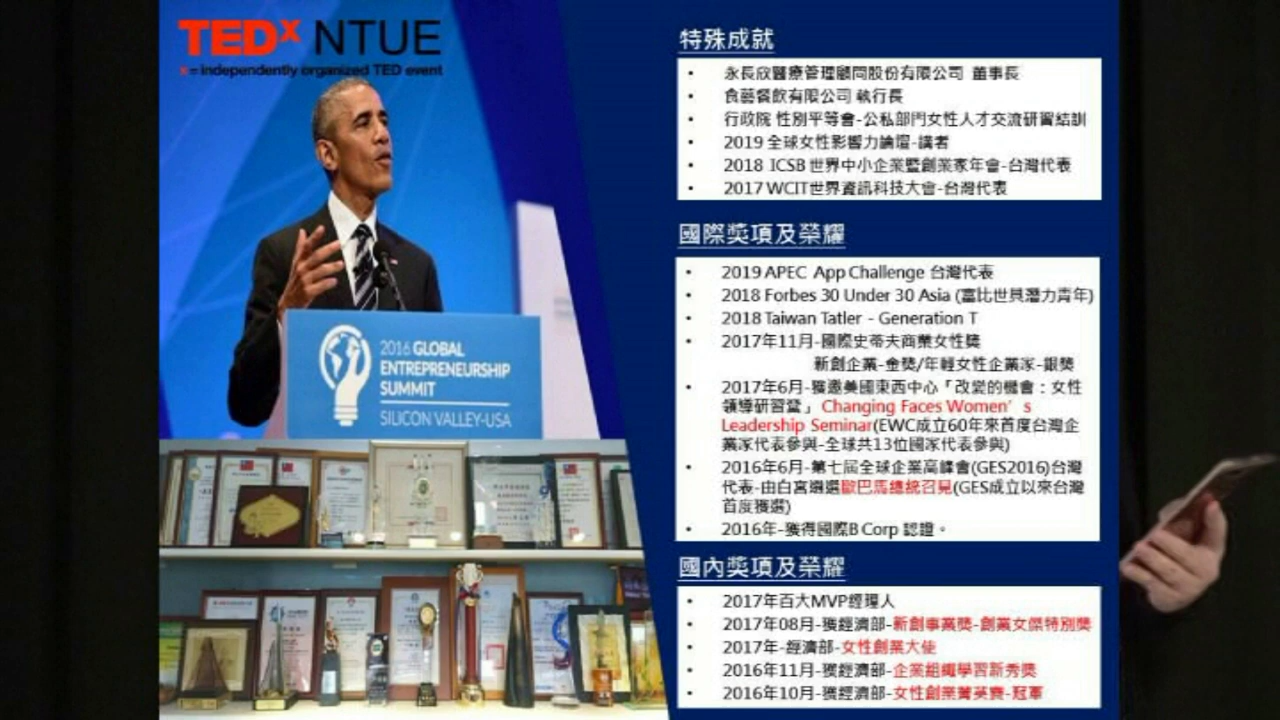 TEDx NTUE
x = independently organized TED event
2016 GLOBAL
ENTREPRENEURSHIP
SUMMIT
SILICON VALLEY-USA
特殊成就
• 永長欣醫療管理顧問股份有限公司 董事長
• 食藝餐飲有限公司 執行長
• 行政院 性別平等會-公私部門女性人才交流研習結訓
• 2019 全球女性影響力論壇-講者
• 2018 ICSB 世界中小企業暨創業家年會-台灣代表
• 2017 WCIT世界資訊科技大會-台灣代表
國際獎項及榮耀
• 2019 APEC App Challenge 台灣代表
• 2018 Forbes 30 Under 30 Asia (富比世具潛力青年)
• 2018 Taiwan Tatler - Generation T
• 2017年11月-國際史蒂夫商業女性獎
新創企業-金獎/年輕女性企業家-銀獎
• 2017年6月-獲邀美國東西中心「改變的機會：女性
領導研習營」 Changing Faces Women's
Leadership Seminar(EWC成立60年來首度台灣企
業家代表參與-全球共13位國家代表參與)
• 2016年6月-第七屆全球企業高峰會(GES2016)台灣
代表-由白宮遴選歐巴馬總統召見(GES成立以來台灣
首度獲選)
• 2016年-獲得國際B Corp 認證。
國內獎項及榮耀
• 2017年百大MVP經理人
• 2017年08月-獲經濟部-新創事業獎-創業女傑特別獎
• 2017年-經濟部-女性創業大使
• 2016年11月-獲經濟部-企業組織學習新秀獎
• 2016年10月-獲經濟部-女性創業菁英賽-冠軍